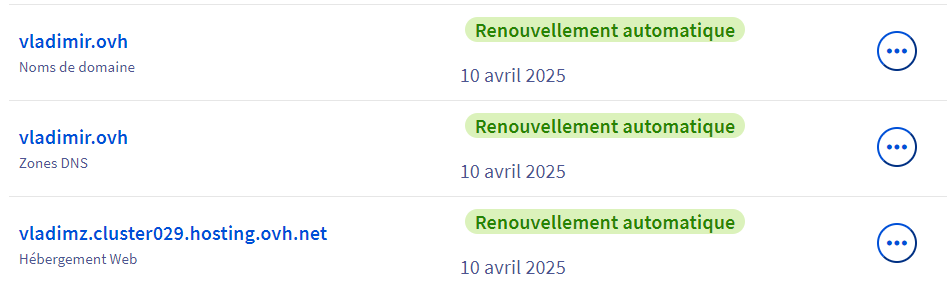 vladimir.ovh
Renouvellement automatique
Noms de domaine
10 avril 2025
vladimir.ovh
Renouvellement automatique
Zones DNS
10 avril 2025
vladimz.cluster029.hosting.ovh.net
Renouvellement automatique
Hébergement Web
10 avril 2025